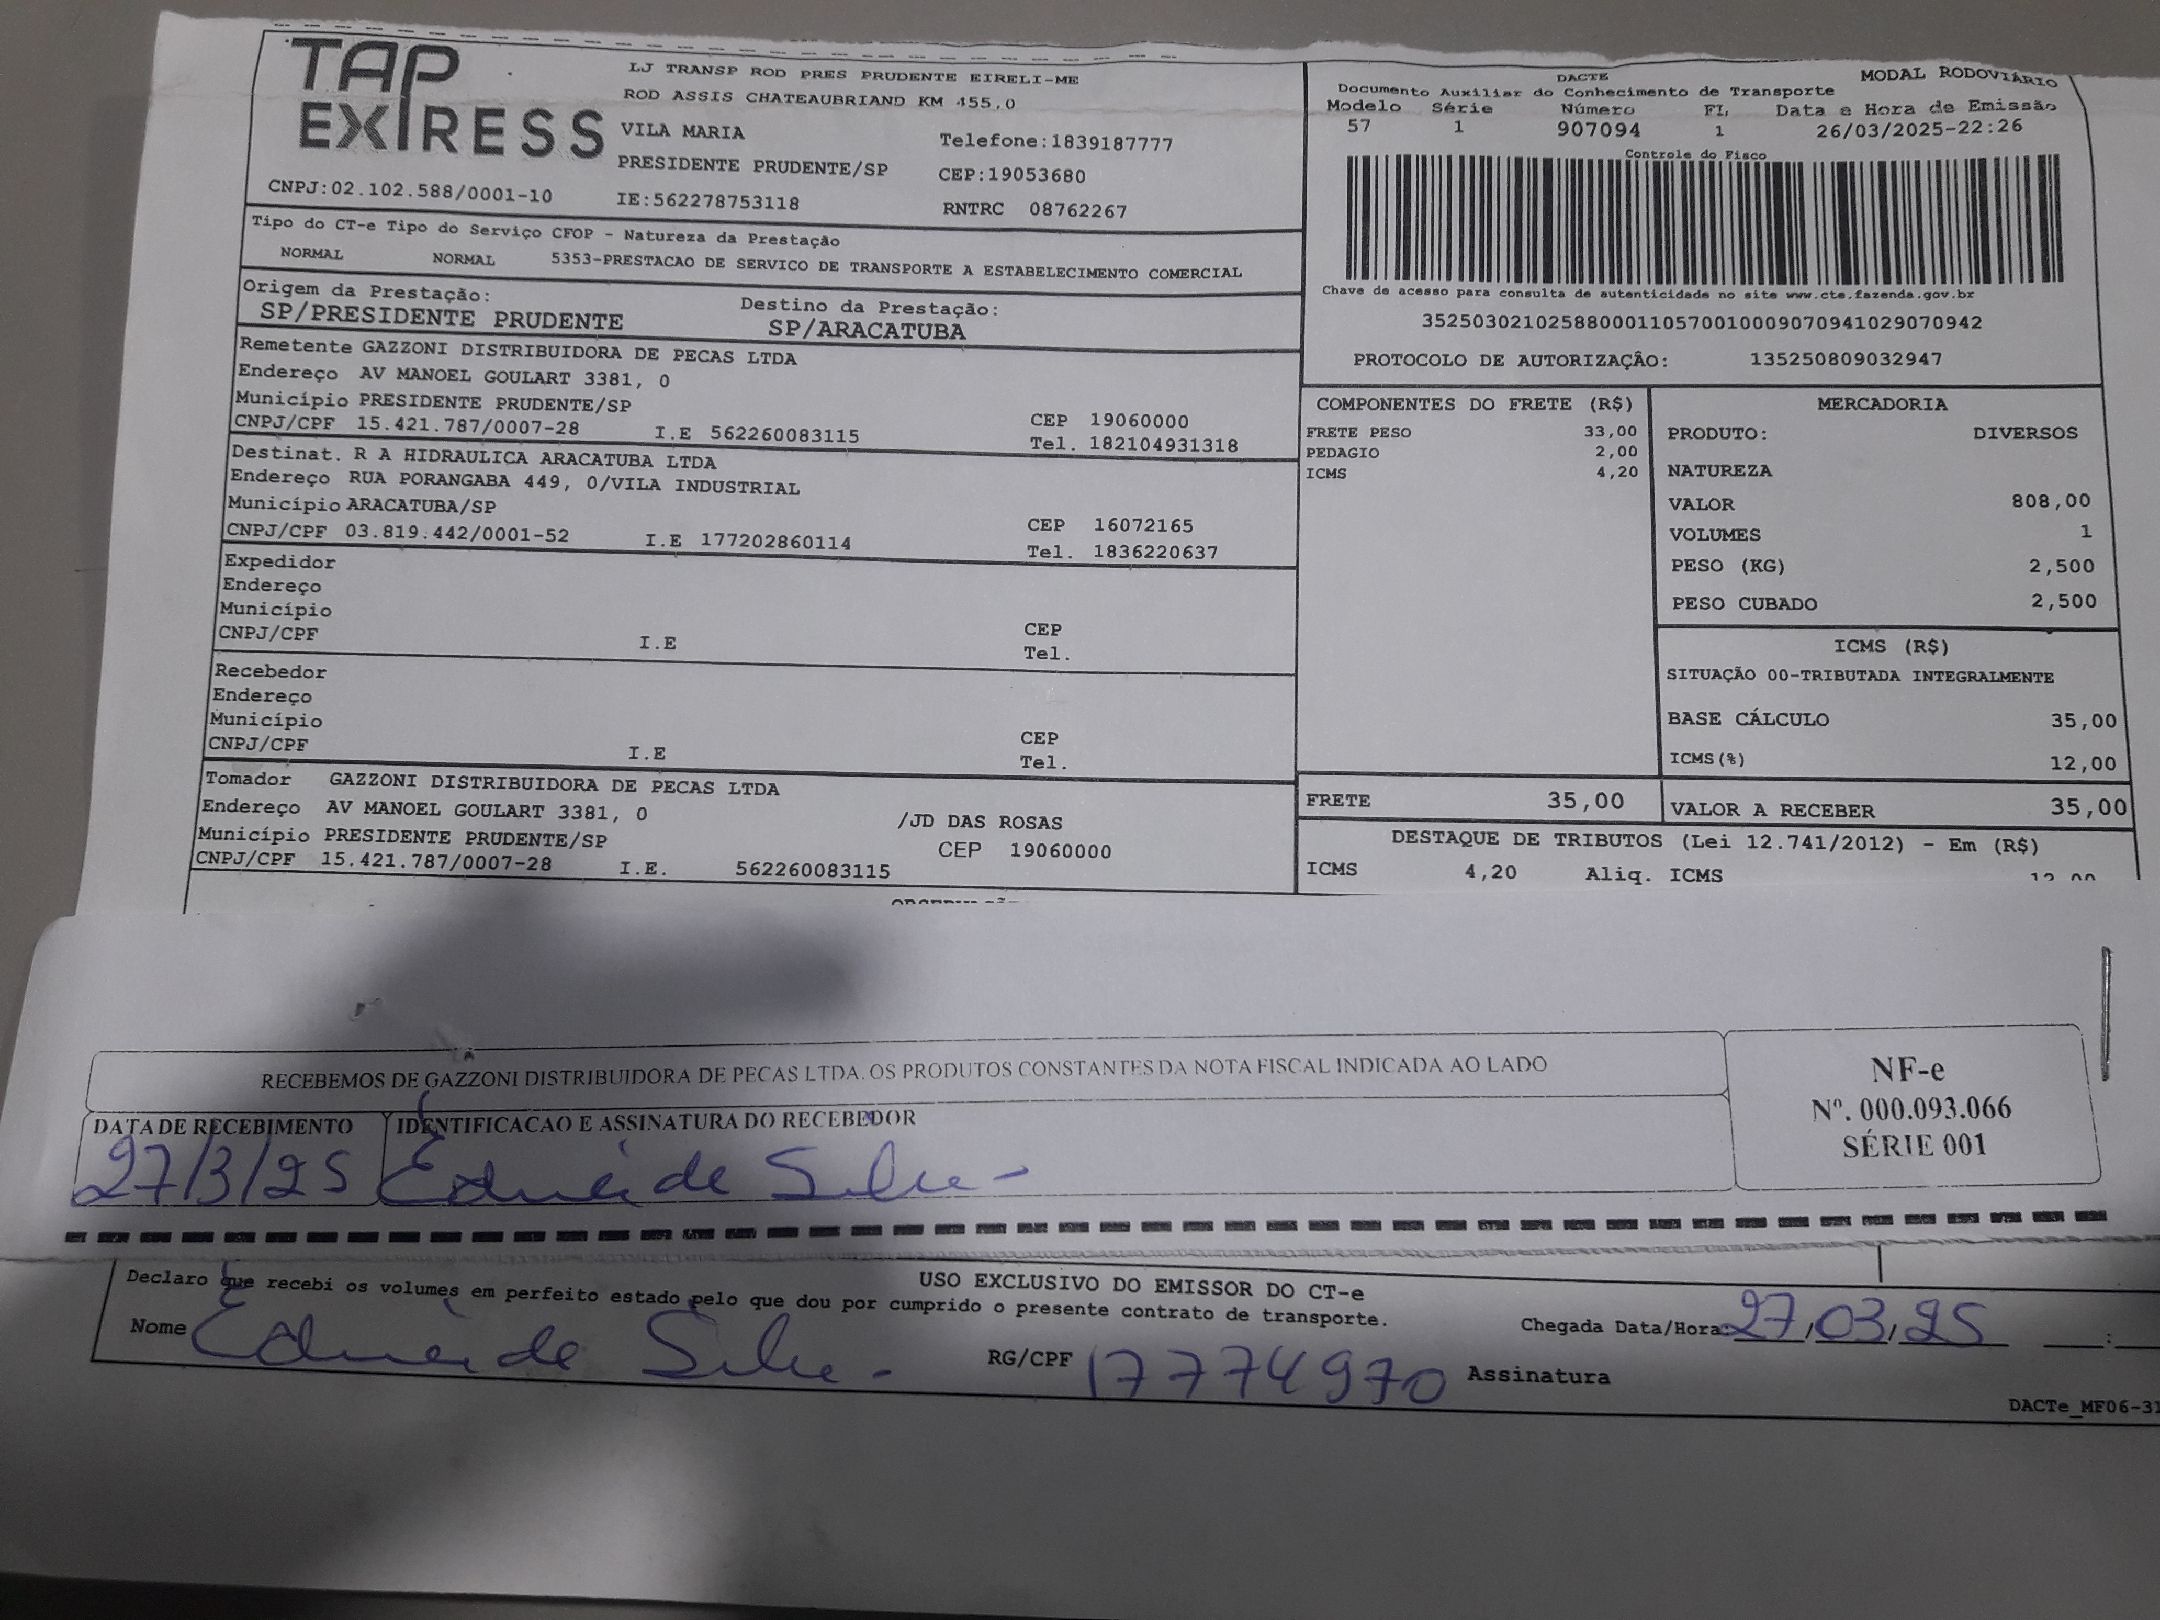 TAP EXPRESS
LJ TRANSP ROD PRES PRUDENTE EIRELI-ME
ROD ASSIS CHATEAUBRIAND KM 455,0
VILA MARIA Telefone:1839187777
PRESIDENTE PRUDENTE/SP CEP:19053680
CNPJ:02.102.588/0001-10 IE:562278753118 RNTRC 08762267
DACTE MODAL RODOVIÁRIO
Documento Auxiliar do Conhecimento de Transporte
Modelo Série Número FL Data e Hora de Emissão
57 1 907094 1 26/03/2025-22:26
Controle do Fisco
Chave de acesso para consulta de autenticidade no site www.cte.fazenda.gov.br
35250302102588000110570010009070941029070942
PROTOCOLO DE AUTORIZAÇÃO: 135250809032947
Tipo do CT-e Tipo do Serviço CFOP - Natureza da Prestação
NORMAL NORMAL 5353-PRESTACAO DE SERVICO DE TRANSPORTE A ESTABELECIMENTO COMERCIAL
Origem da Prestação: Destino da Prestação:
SP/PRESIDENTE PRUDENTE SP/ARACATUBA
Remetente GAZZONI DISTRIBUIDORA DE PECAS LTDA
Endereço AV MANOEL GOULART 3381, 0
Município PRESIDENTE PRUDENTE/SP CEP 19060000
CNPJ/CPF 15.421.787/0007-28 I.E 562260083115 Tel. 182104931318
Destinat. R A HIDRAULICA ARACATUBA LTDA
Endereço RUA PORANGABA 449, 0/VILA INDUSTRIAL
Município ARACATUBA/SP CEP 16072165
CNPJ/CPF 03.819.442/0001-52 I.E 177202860114 Tel. 1836220637
Expedidor
Endereço
Município CEP
CNPJ/CPF I.E Tel.
Recebedor
Endereço
Município CEP
CNPJ/CPF I.E Tel.
Tomador GAZZONI DISTRIBUIDORA DE PECAS LTDA
Endereço AV MANOEL GOULART 3381, 0 /JD DAS ROSAS
Município PRESIDENTE PRUDENTE/SP CEP 19060000
CNPJ/CPF 15.421.787/0007-28 I.E. 562260083115
COMPONENTES DO FRETE (R$)
FRETE PESO 33,00
PEDAGIO 2,00
ICMS 4,20
MERCADORIA
PRODUTO: DIVERSOS
NATUREZA
VALOR 808,00
VOLUMES 1
PESO (KG) 2,500
PESO CUBADO 2,500
ICMS (R$)
SITUAÇÃO 00-TRIBUTADA INTEGRALMENTE
BASE CÁLCULO 35,00
ICMS(%) 12,00
FRETE 35,00 VALOR A RECEBER 35,00
DESTAQUE DE TRIBUTOS (Lei 12.741/2012) - Em (R$)
ICMS 4,20 Aliq. ICMS 12,00
RECEBEMOS DE GAZZONI DISTRIBUIDORA DE PECAS LTDA. OS PRODUTOS CONSTANTES DA NOTA FISCAL INDICADA AO LADO
DATA DE RECEBIMENTO IDENTIFICACAO E ASSINATURA DO RECEBEDOR
27/3/25 de Silva
NF-e
Nº. 000.093.066
SÉRIE 001
USO EXCLUSIVO DO EMISSOR DO CT-e
Declaro que recebi os volumes em perfeito estado pelo que dou por cumprido o presente contrato de transporte.
Nome de Silva RG/CPF 17774970 Assinatura
Chegada Data/Hora: 27/03/25 :
DACTe_MF06-31